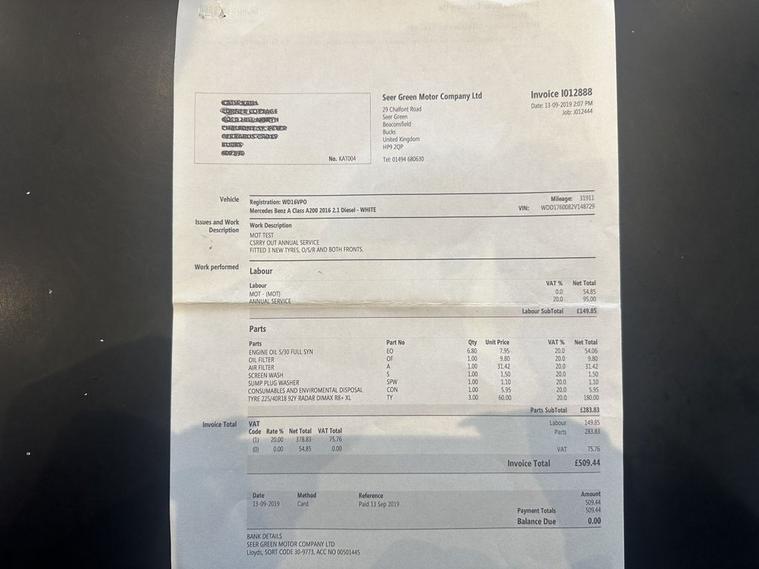 Seer Green Motor Company Ltd
29 Chalfont Road
Seer Green
Beaconsfield
Bucks
United Kingdom
HP9 2QP
Tel: 01494 680630
Invoice I012888
Date: 13-09-2019 2:07 PM
Job: J012444
No. KAT004
Vehicle
Registration: WD16VPO
Mercedes Benz A Class A200 2016 2.1 Diesel - WHITE
Mileage: 31911
VIN: WDD1760082V148729
Issues and Work Description
Work Description
MOT TEST
CSRRY OUT ANNUAL SERVICE
FITTED 3 NEW TYRES, O/S/R AND BOTH FRONTS.
Work performed
Labour
Labour VAT % Net Total
MOT - (MOT) 0.0 54.85
ANNUAL SERVICE 20.0 95.00
Labour SubTotal £149.85
Parts
Parts Part No Qty Unit Price VAT % Net Total
ENGINE OIL 5/30 FULL SYN EO 6.80 7.95 20.0 54.06
OIL FILTER OF 1.00 9.80 20.0 9.80
AIR FILTER A 1.00 31.42 20.0 31.42
SCREEN WASH S 1.00 1.50 20.0 1.50
SUMP PLUG WASHER SPW 1.00 1.10 20.0 1.10
CONSUMABLES AND ENVIROMENTAL DISPOSAL CON 1.00 5.95 20.0 5.95
TYRE 225/40R18 92Y RADAR DIMAX R8+ XL TY 3.00 60.00 20.0 180.00
Parts SubTotal £283.83
Invoice Total
VAT
Code Rate % Net Total VAT Total
(1) 20.00 378.83 75.76
(0) 0.00 54.85 0.00
Labour 149.85
Parts 283.83
VAT 75.76
Invoice Total £509.44
Date Method Reference Amount
13-09-2019 Card Paid 13 Sep 2019 509.44
Payment Totals 509.44
Balance Due 0.00
BANK DETAILS
SEER GREEN MOTOR COMPANY LTD
Lloyds, SORT CODE 30-9773, ACC NO 00501445